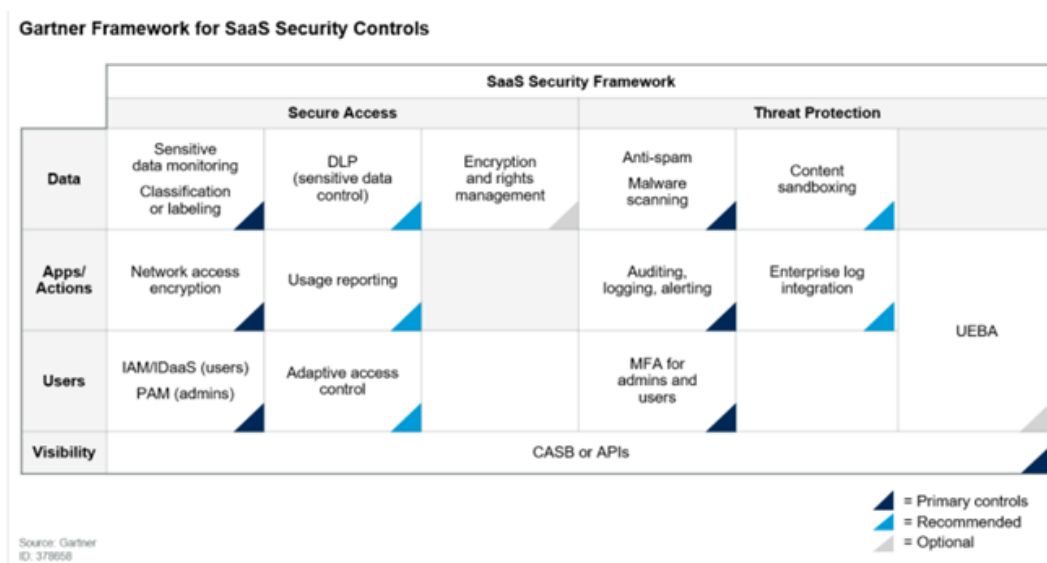 Gartner Framework for SaaS Security Controls
SaaS Security Framework
Secure Access
Threat Protection
Data
Sensitive
data monitoring
Classification
or labeling
DLP
(sensitive data
control)
Encryption
and rights
management
Anti-spam
Malware
scanning
Content
sandboxing
Apps/
Actions
Network access
encryption
Usage reporting
Auditing,
logging, alerting
Enterprise log
integration
UEBA
Users
IAM/IDaaS (users)
PAM (admins)
Adaptive access
control
MFA for
admins and
users
Visibility
CASB or APIs
= Primary controls
= Recommended
= Optional
Source: Gartner
ID: 378658